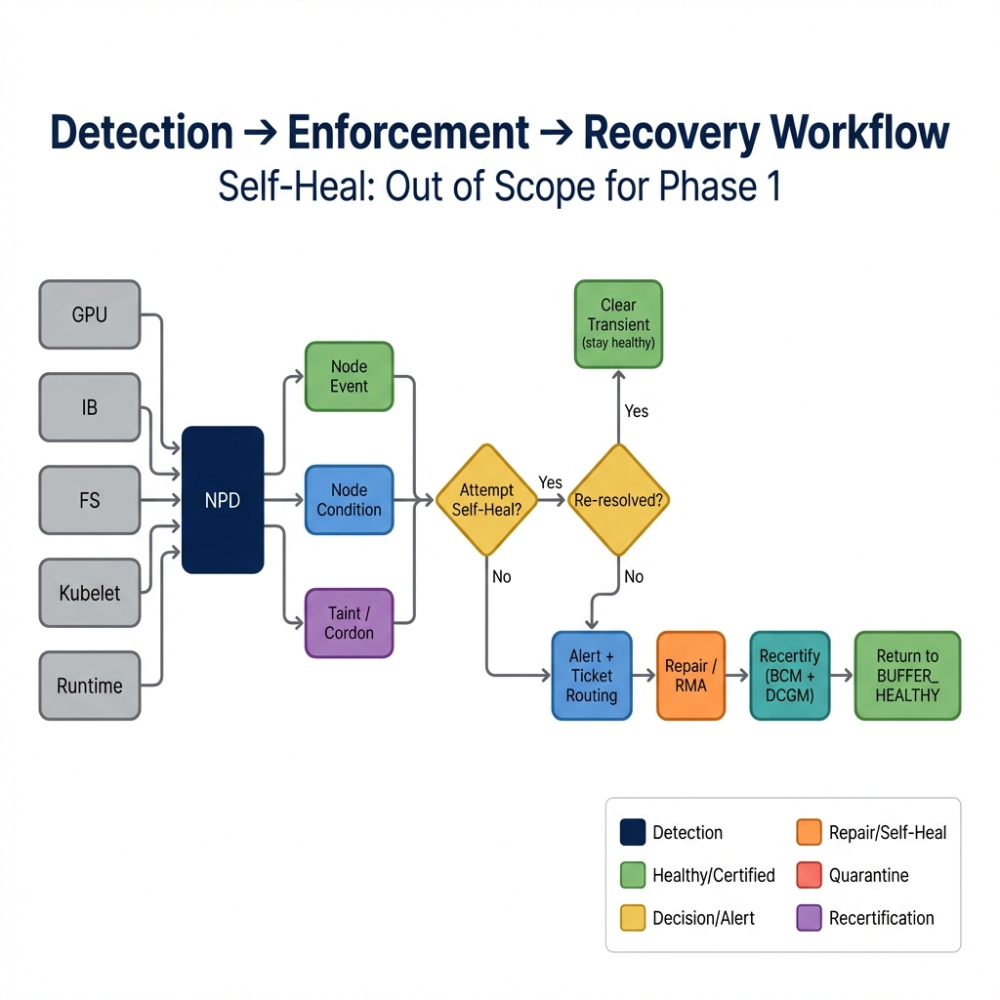 Detection → Enforcement → Recovery Workflow
Self-Heal: Out of Scope for Phase 1
GPU
IB
FS
Kubelet
Runtime
NPD
Node
Event
Node
Condition
Taint /
Cordon
Attempt
Self-Heal?
Yes
No
Re-resolved?
Yes
No
Clear
Transient
(stay healthy)
Alert +
Ticket
Routing
Repair /
RMA
Recertify
(BCM +
DCGM)
Return to
BUFFER_
HEALTHY
Detection
Healthy/Certified
Decision/Alert
Repair/Self-Heal
Quarantine
Recertification